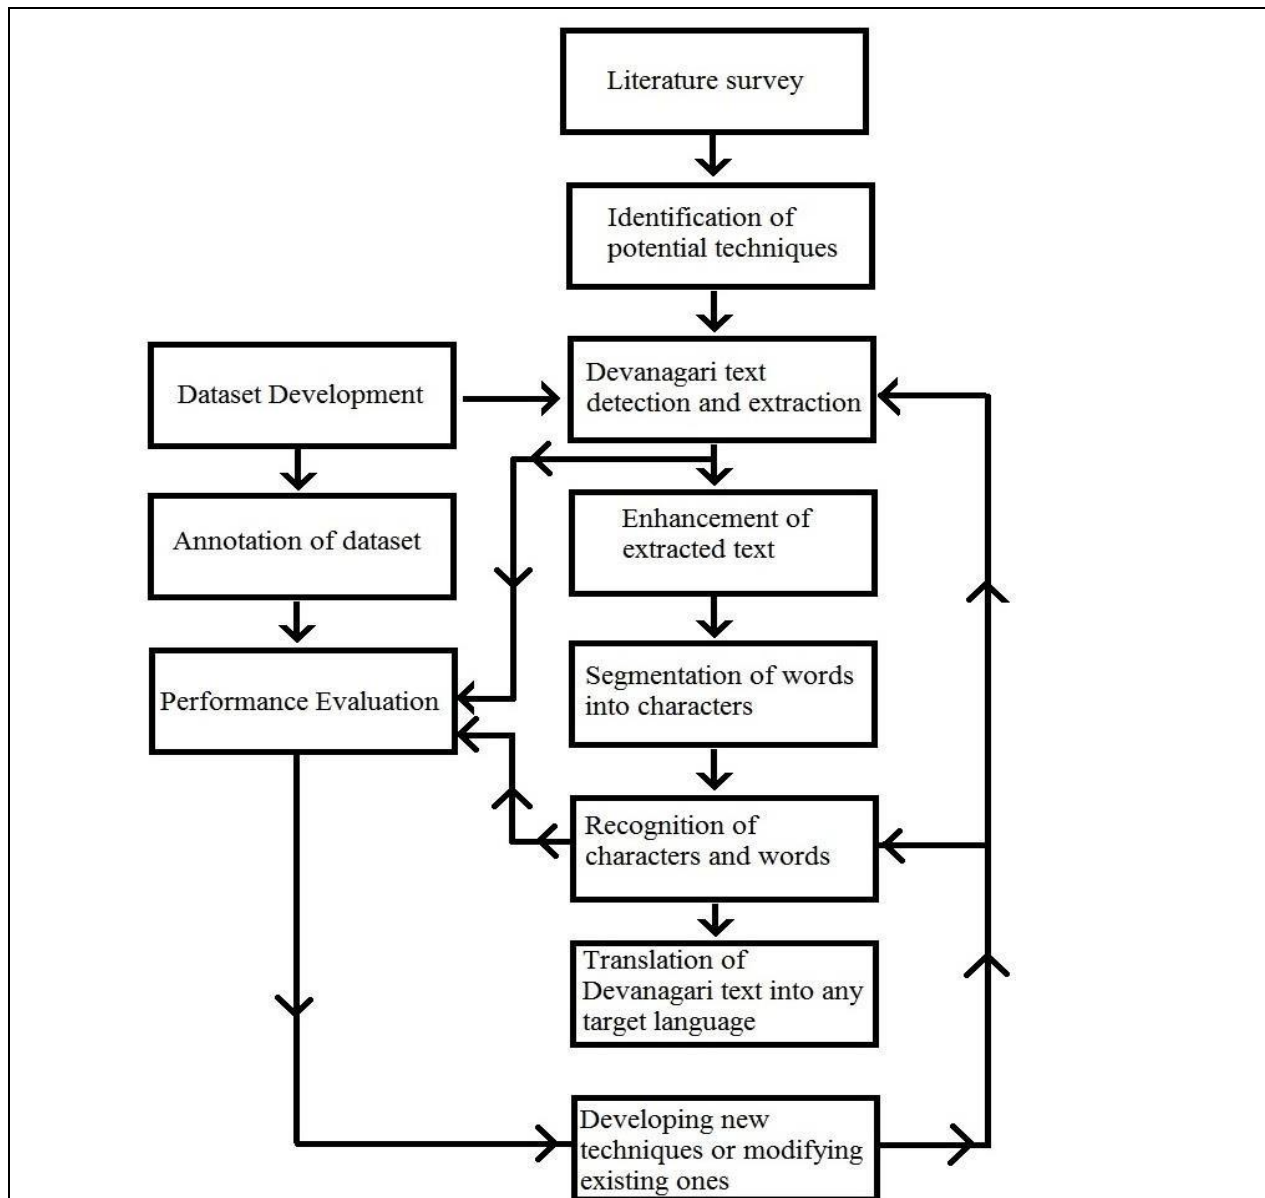 Literature survey
Identification of
potential techniques
Dataset Development
Devanagari text
detection and extraction
Annotation of dataset
Enhancement of
extracted text
Performance Evaluation
Segmentation of words
into characters
Recognition of
characters and words
Translation of
Devanagari text into any
target language
Developing new
techniques or modifying
existing ones